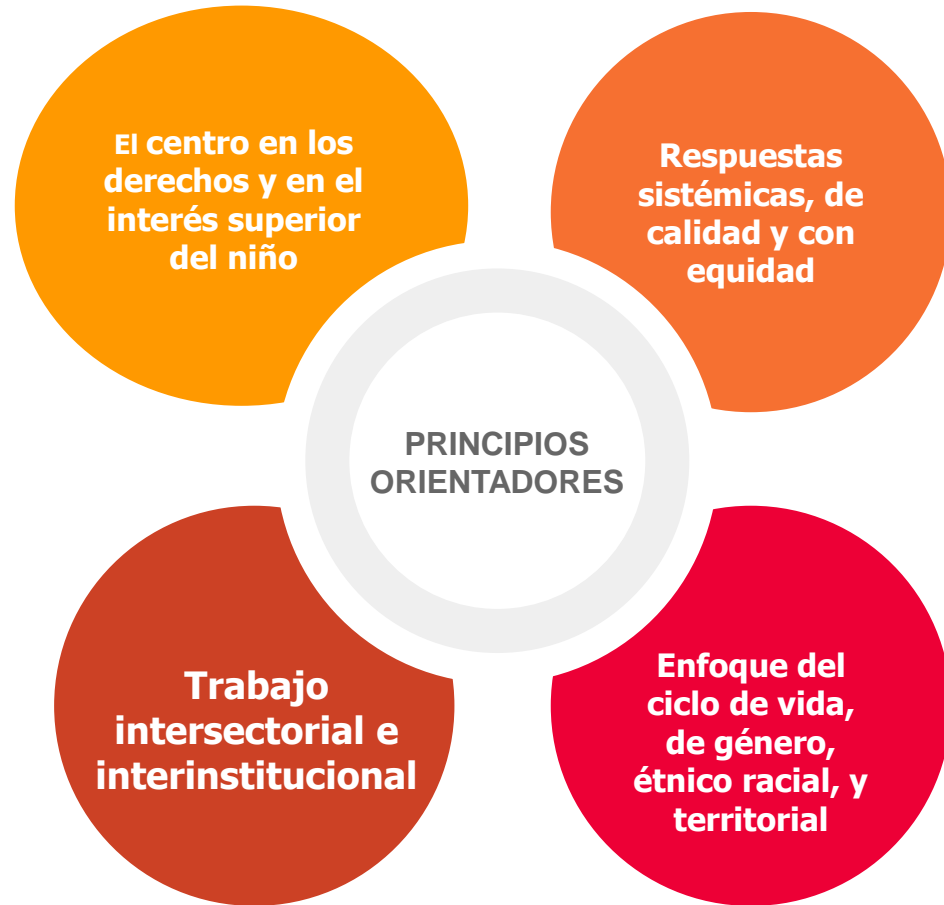 El centro en los
derechos y en el
interés superior
del niño
Respuestas
sistémicas, de
calidad y con
equidad
PRINCIPIOS
ORIENTADORES
Trabajo
intersectorial e
interinstitucional
Enfoque del
ciclo de vida,
de género,
étnico racial, y
territorial